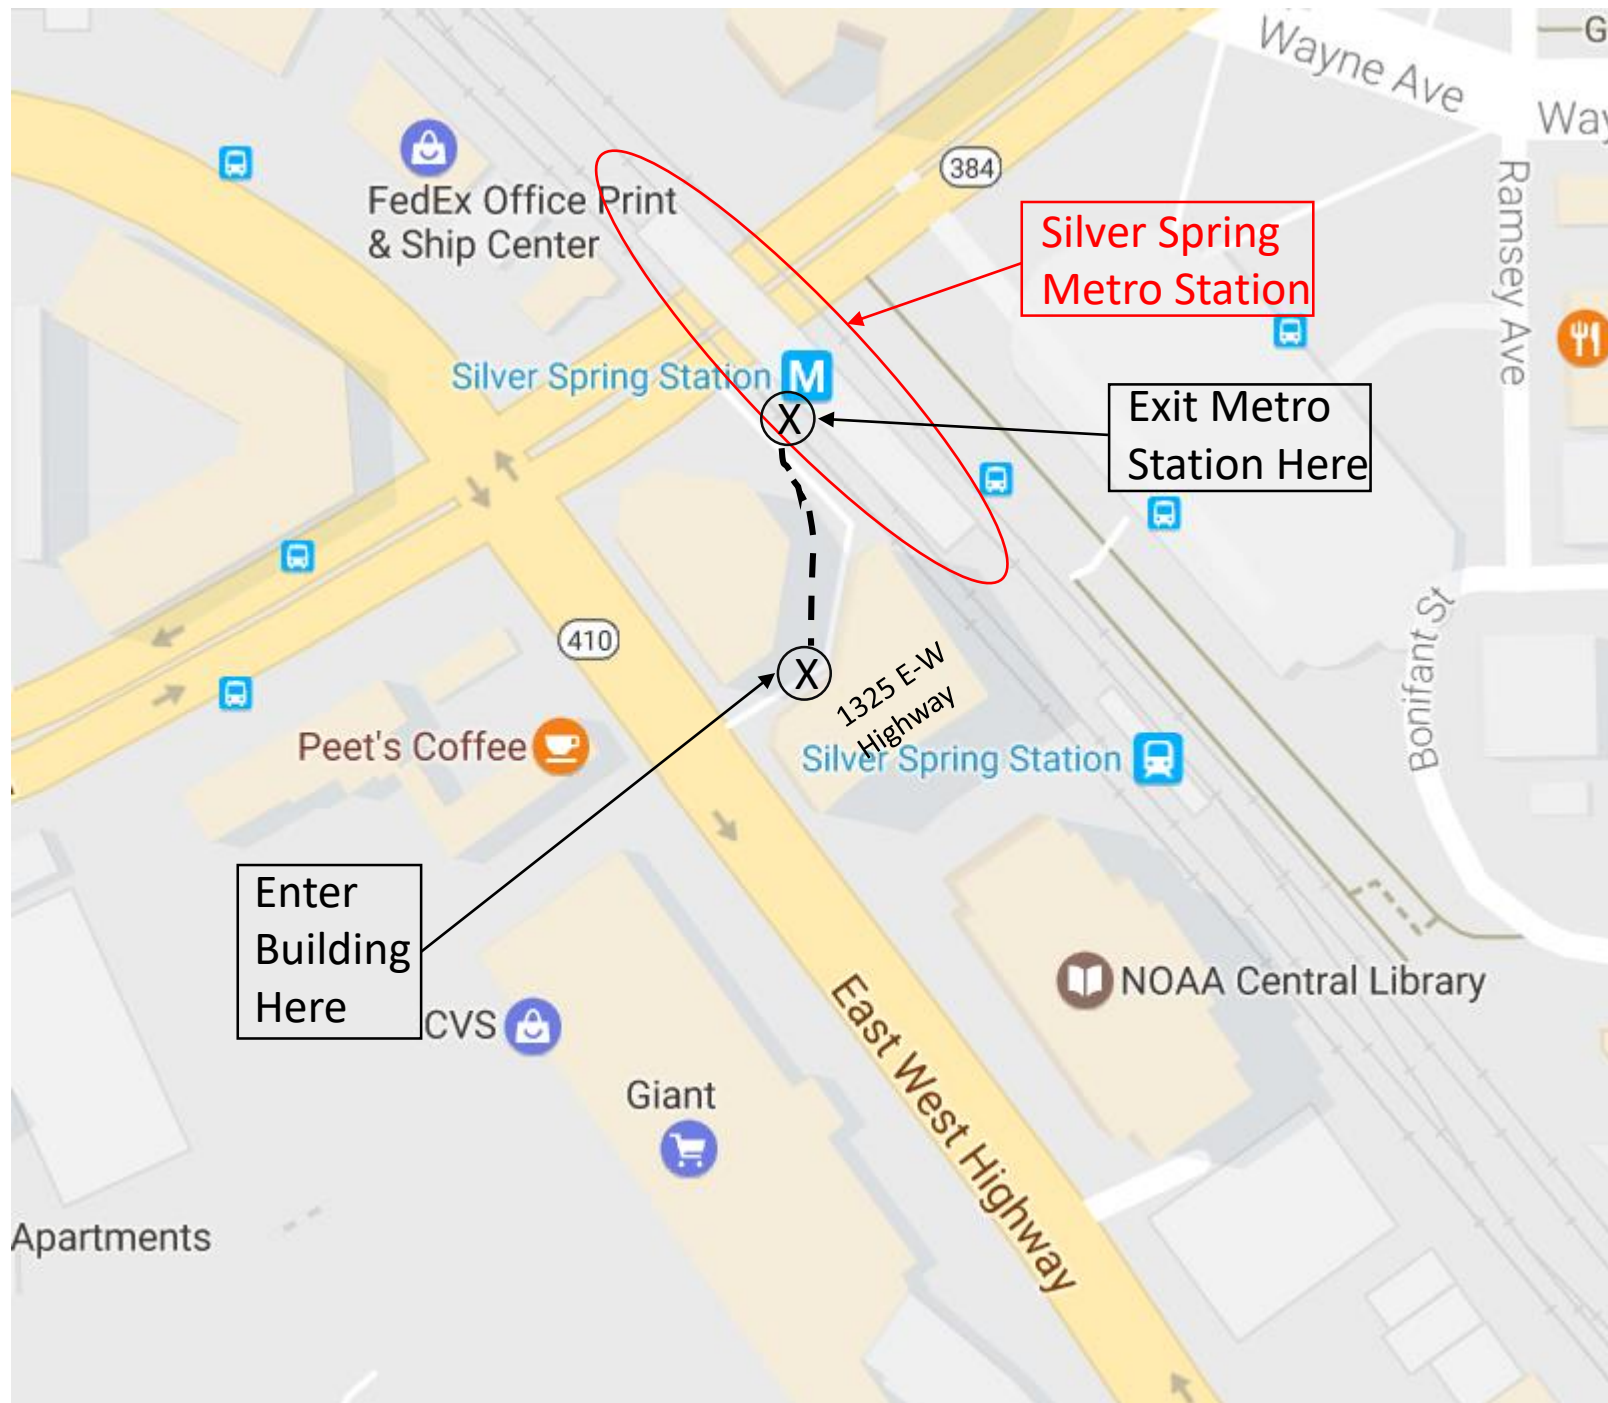 Wayne Ave
G
Way
384
FedEx Office Print
& Ship Center
Silver Spring
Metro Station
Ramsey Ave
Silver Spring Station
M
X
Exit Metro
Station Here
410
X
1325 E-W
Highway
Bonifant St
Peet's Coffee
Silver Spring Station
Enter
Building
Here
NOAA Central Library
CVS
East West Highway
Giant
Apartments